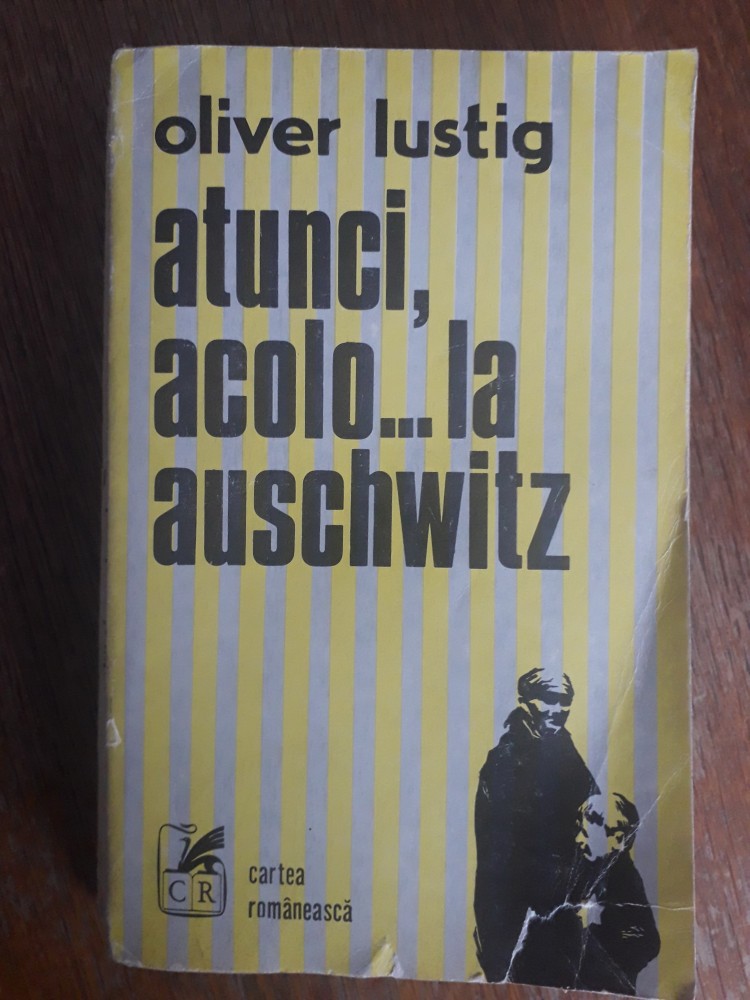 oliver lustig
atunci,
acolo...la
auschwitz
CR
cartea
românească